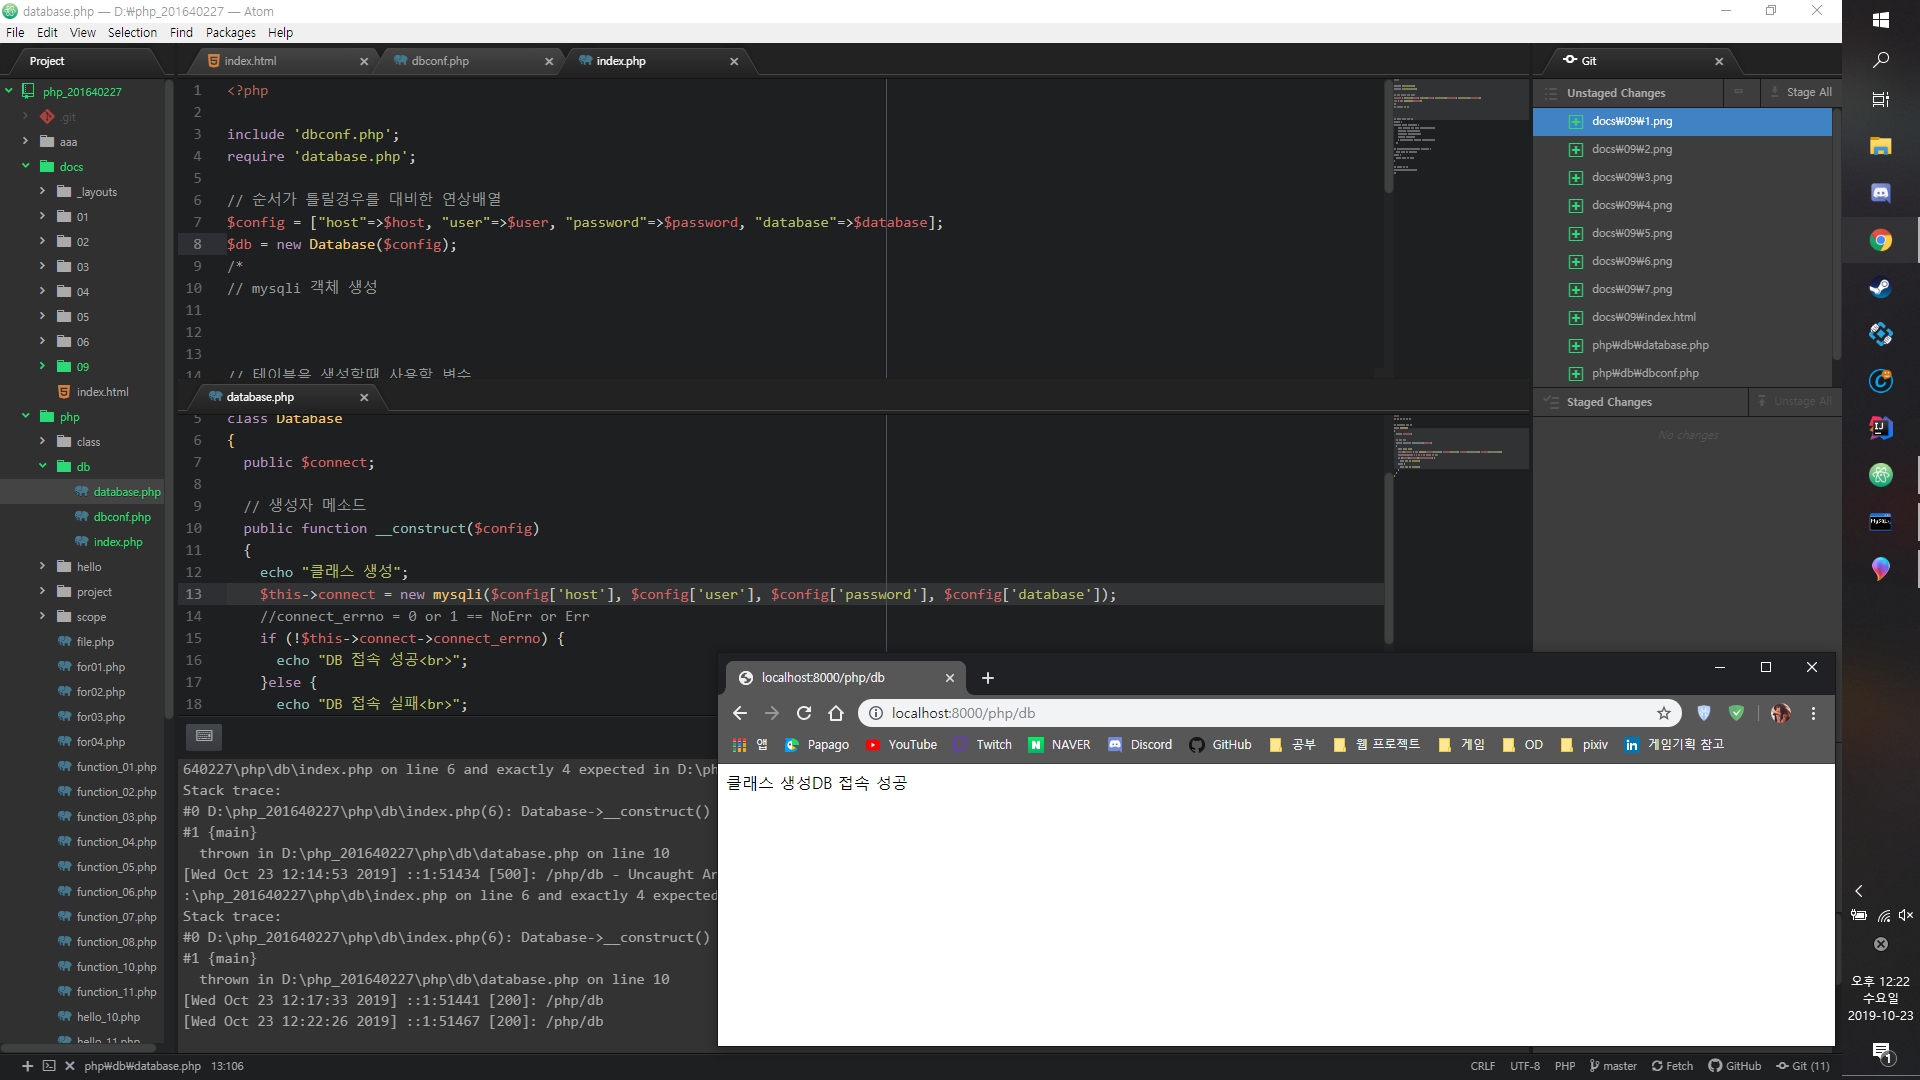 database.php — D:₩php_201640227 — Atom
File Edit View Selection Find Packages Help
Project
php_201640227
.git
aaa
docs
_layouts
01
02
03
04
05
06
09
index.html
php
class
db
database.php
dbconf.php
index.php
hello
project
scope
file.php
for01.php
for02.php
for03.php
for04.php
function_01.php
function_02.php
function_03.php
function_04.php
function_05.php
function_06.php
function_07.php
function_08.php
function_10.php
function_11.php
hello_10.php
hello_11.php
index.html dbconf.php index.php
1 <?php
2
3 include 'dbconf.php';
4 require 'database.php';
5
6 // 순서가 틀릴경우를 대비한 연상배열
7 $config = ["host"=>$host, "user"=>$user, "password"=>$password, "database"=>$database];
8 $db = new Database($config);
9 /*
10 // mysqli 객체 생성
11
12
13
14 // 테이블을 생성할때 사용할 변수
database.php
5 class Database
6 {
7 public $connect;
8
9 // 생성자 메소드
10 public function __construct($config)
11 {
12 echo "클래스 생성";
13 $this->connect = new mysqli($config['host'], $config['user'], $config['password'], $config['database']);
14 //connect_errno = 0 or 1 == NoErr or Err
15 if (!$this->connect->connect_errno) {
16 echo "DB 접속 성공<br>";
17 }else {
18 echo "DB 접속 실패<br>";
640227\php\db\index.php on line 6 and exactly 4 expected in D:\ph
Stack trace:
#0 D:\php_201640227\php\db\index.php(6): Database->__construct()
#1 {main}
thrown in D:\php_201640227\php\db\database.php on line 10
[Wed Oct 23 12:14:53 2019] ::1:51434 [500]: /php/db - Uncaught Ar
:\php_201640227\php\db\index.php on line 6 and exactly 4 expected
Stack trace:
#0 D:\php_201640227\php\db\index.php(6): Database->__construct()
#1 {main}
thrown in D:\php_201640227\php\db\database.php on line 10
[Wed Oct 23 12:17:33 2019] ::1:51441 [200]: /php/db
[Wed Oct 23 12:22:26 2019] ::1:51467 [200]: /php/db
Git
Unstaged Changes Stage All
docs₩09₩1.png
docs₩09₩2.png
docs₩09₩3.png
docs₩09₩4.png
docs₩09₩5.png
docs₩09₩6.png
docs₩09₩7.png
docs₩09₩index.html
php₩db₩database.php
php₩db₩dbconf.php
Staged Changes Unstage All
No changes
localhost:8000/php/db
localhost:8000/php/db
앱 Papago YouTube Twitch NAVER Discord GitHub 공부 웹 프로젝트 게임 OD pixiv 게임기획 참고
클래스 생성DB 접속 성공
php₩db₩database.php 13:106
CRLF UTF-8 PHP master Fetch GitHub Git (11)
오후 12:22
수요일
2019-10-23
1